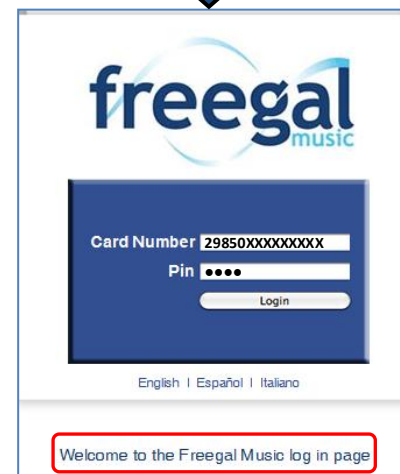 freegal
music
Card Number 29850XXXXXXXXX
Pin ●●●●
Login
English | Español | Italiano
Welcome to the Freegal Music log in page